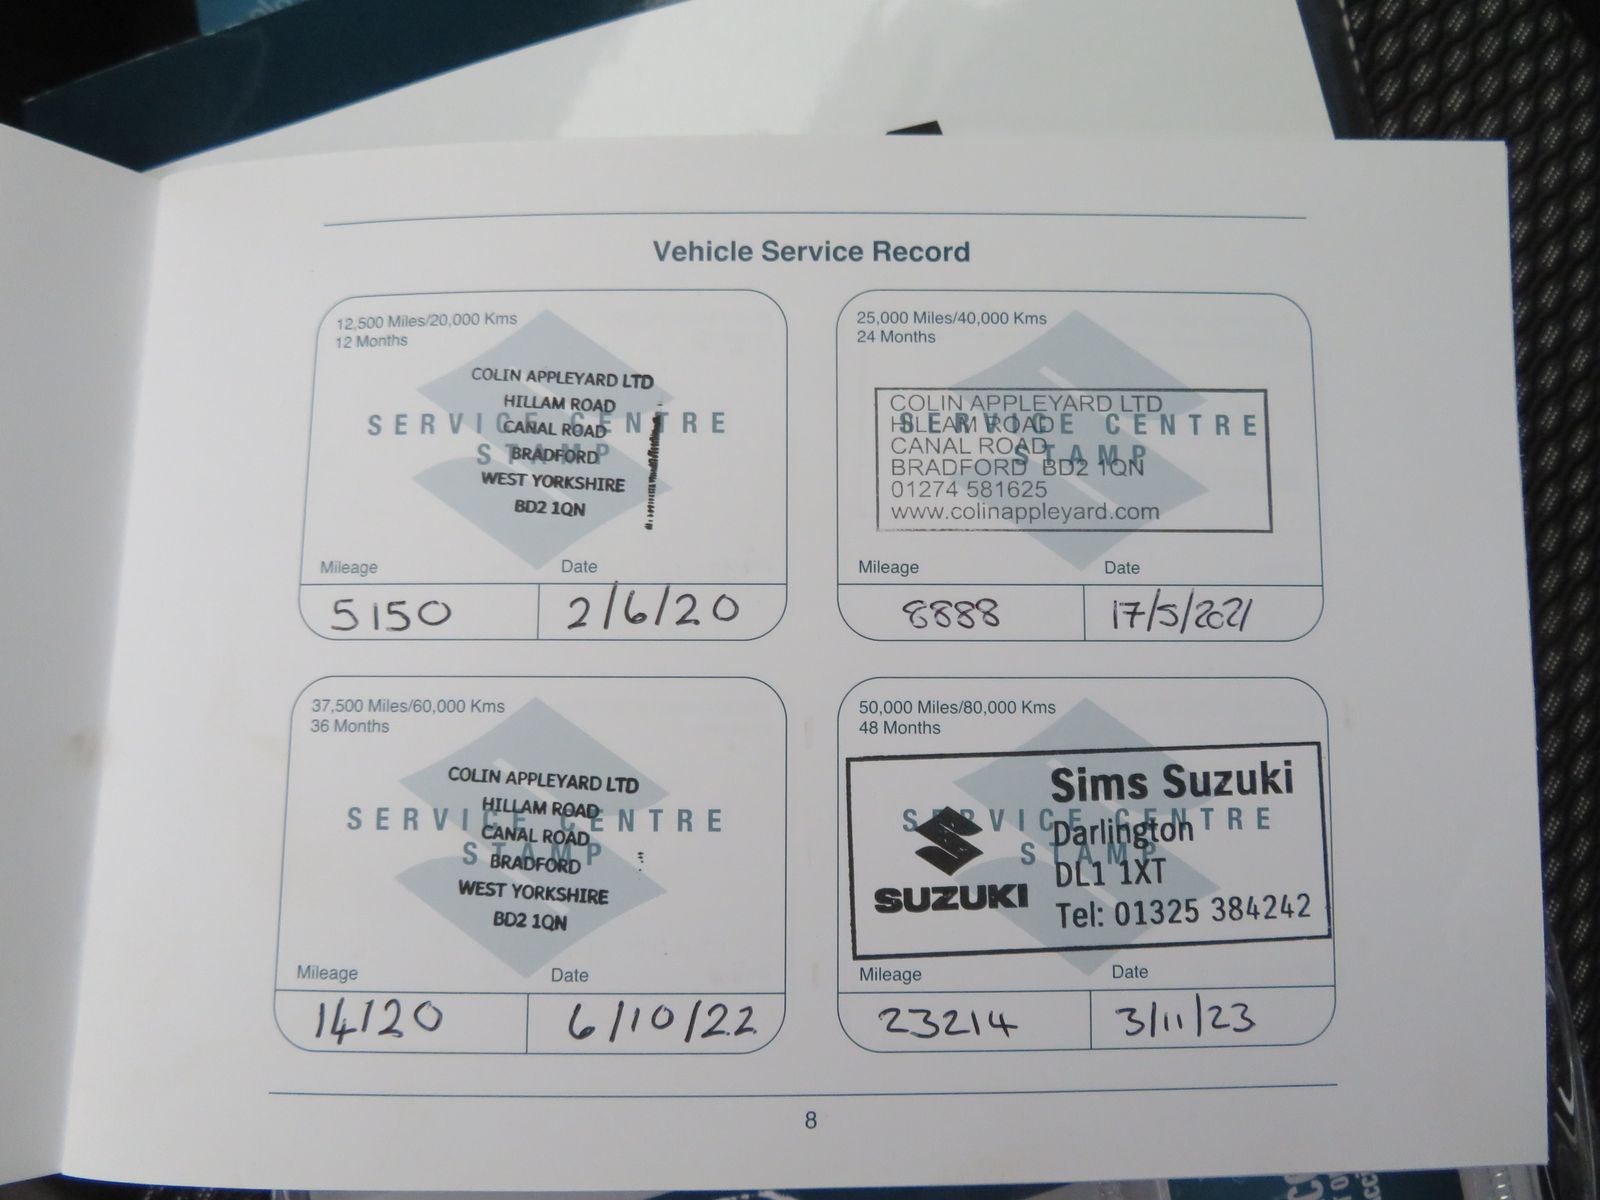 Vehicle Service Record
12,500 Miles/20,000 Kms
12 Months
SERVICE CENTRE
STAMP
COLIN APPLEYARD LTD
HILLAM ROAD
CANAL ROAD
BRADFORD
WEST YORKSHIRE
BD2 1QN
Mileage Date
5150 2/6/20
25,000 Miles/40,000 Kms
24 Months
SERVICE CENTRE
STAMP
COLIN APPLEYARD LTD
HILLAM ROAD
CANAL ROAD
BRADFORD BD2 1QN
01274 581625
www.colinappleyard.com
Mileage Date
8888 17/5/2021
37,500 Miles/60,000 Kms
36 Months
SERVICE CENTRE
STAMP
COLIN APPLEYARD LTD
HILLAM ROAD
CANAL ROAD
BRADFORD
WEST YORKSHIRE
BD2 1QN
Mileage Date
14120 6/10/22
50,000 Miles/80,000 Kms
48 Months
SERVICE CENTRE
STAMP
Sims Suzuki
Darlington
DL1 1XT
Tel: 01325 384242
SUZUKI
Mileage Date
23214 3/11/23
8